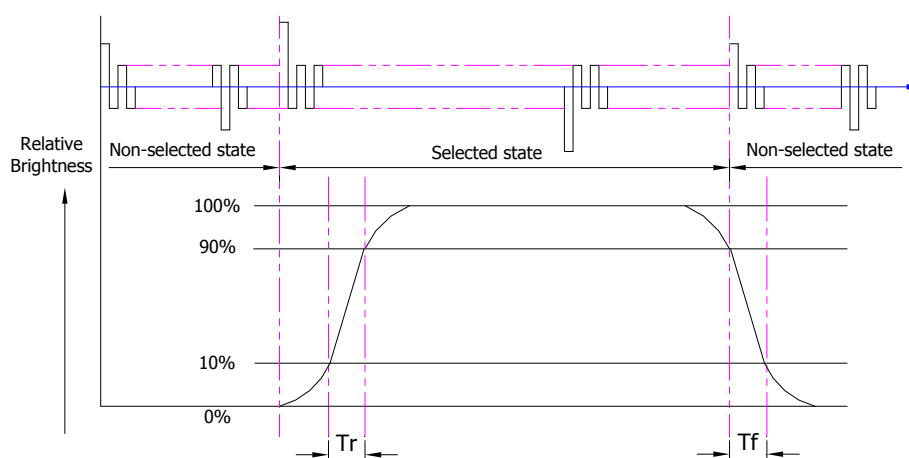 Relative
Brightness
Non-selected state
Selected state
Non-selected state
100%
90%
10%
0%
Tr
Tf